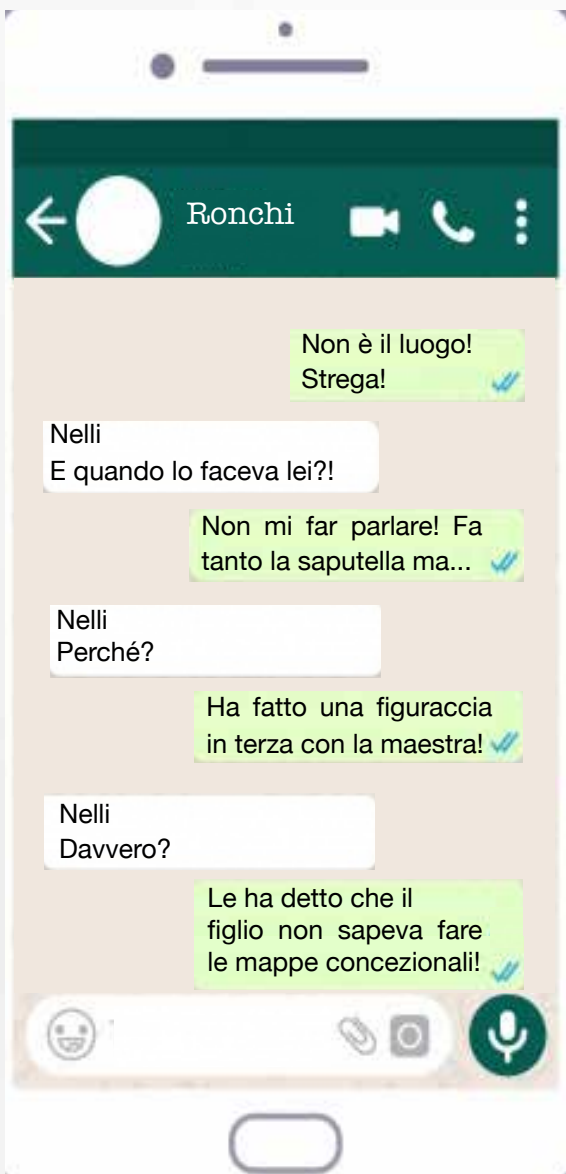 Ronchi
Non è il luogo!
Strega!
Nelli
E quando lo faceva lei?!
Non mi far parlare! Fa
tanto la saputella ma...
Nelli
Perché?
Ha fatto una figuraccia
in terza con la maestra!
Nelli
Davvero?
Le ha detto che il
figlio non sapeva fare
le mappe concezionali!